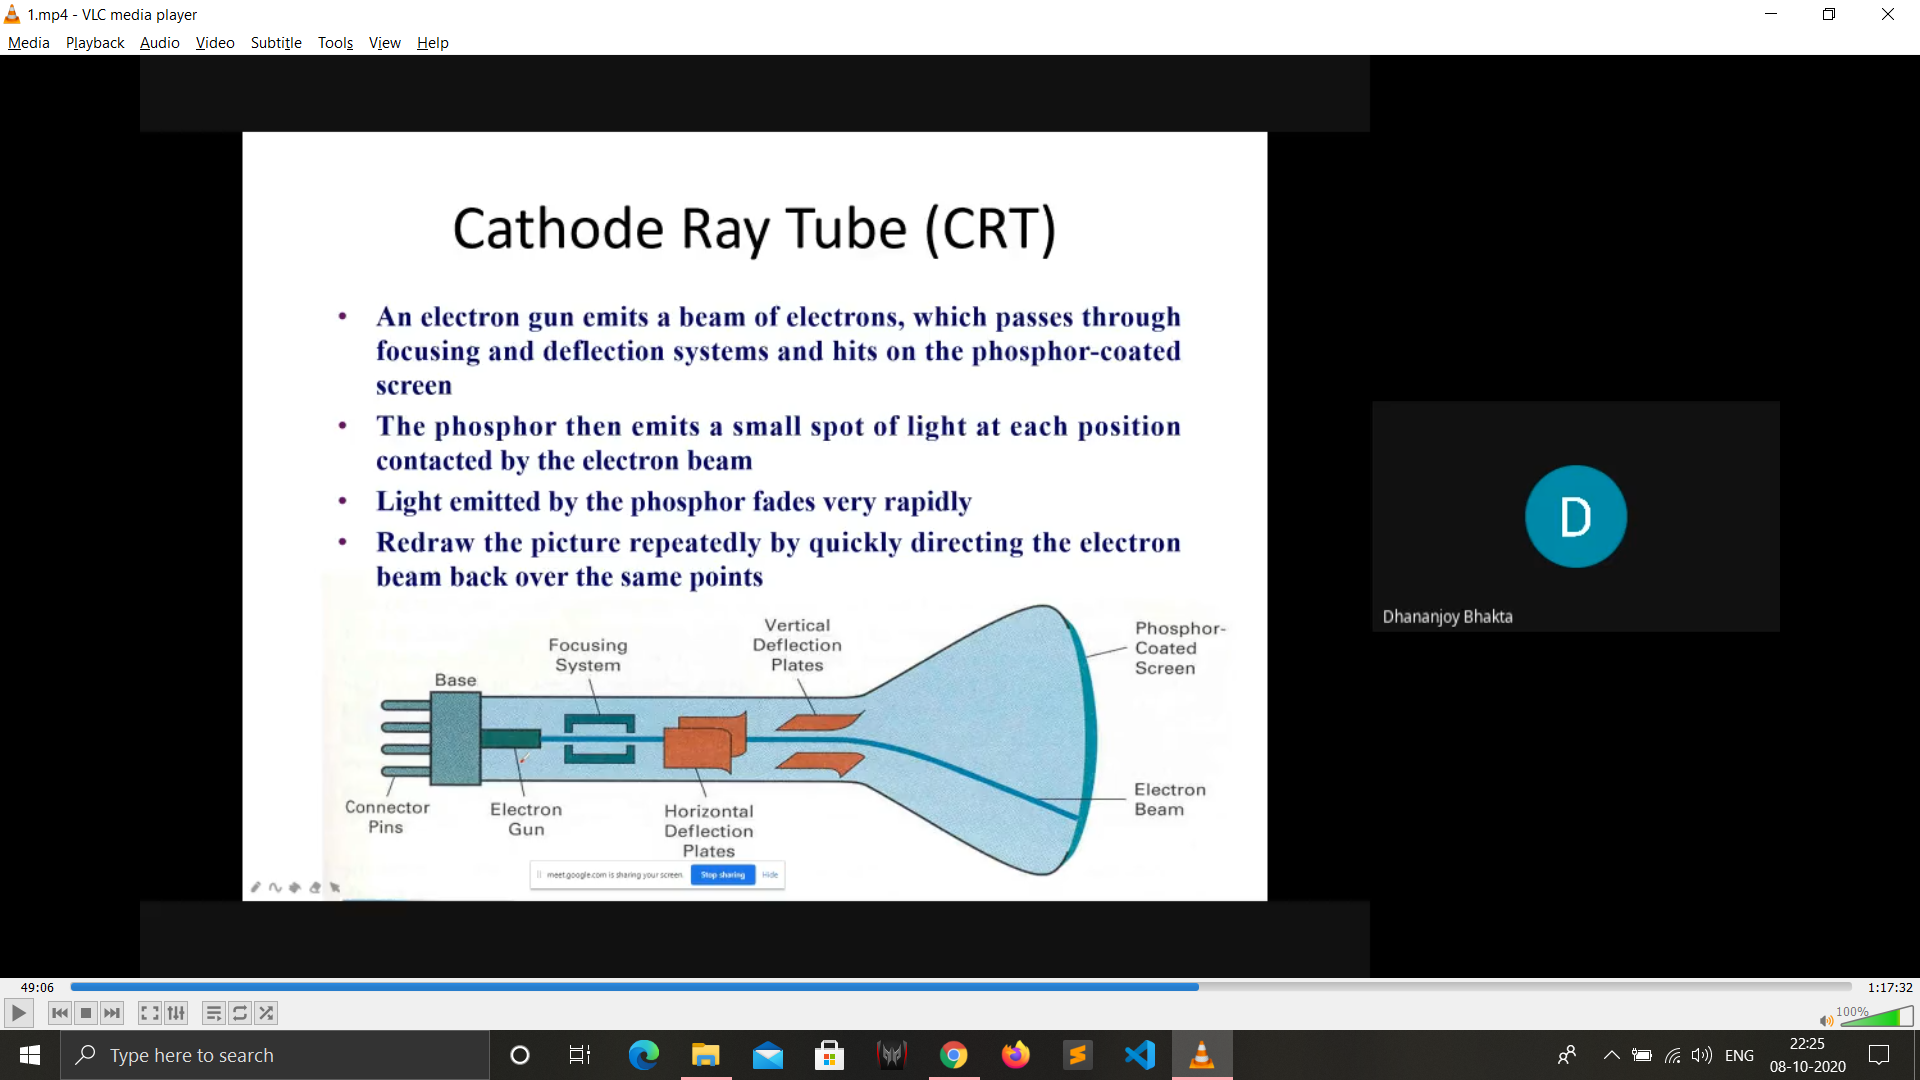 1.mp4 - VLC media player
Media Playback Audio Video Subtitle Tools View Help
Cathode Ray Tube (CRT)
• An electron gun emits a beam of electrons, which passes through
focusing and deflection systems and hits on the phosphor-coated
screen
• The phosphor then emits a small spot of light at each position
contacted by the electron beam
• Light emitted by the phosphor fades very rapidly
• Redraw the picture repeatedly by quickly directing the electron
beam back over the same points
Base
Focusing
System
Vertical
Deflection
Plates
Phosphor-
Coated
Screen
Connector
Pins
Electron
Gun
Horizontal
Deflection
Plates
Electron
Beam
meet.google.com is sharing your screen. Stop sharing Hide
D
Dhananjoy Bhakta
49:06 1:17:32
100%
Type here to search
ENG
22:25
08-10-2020